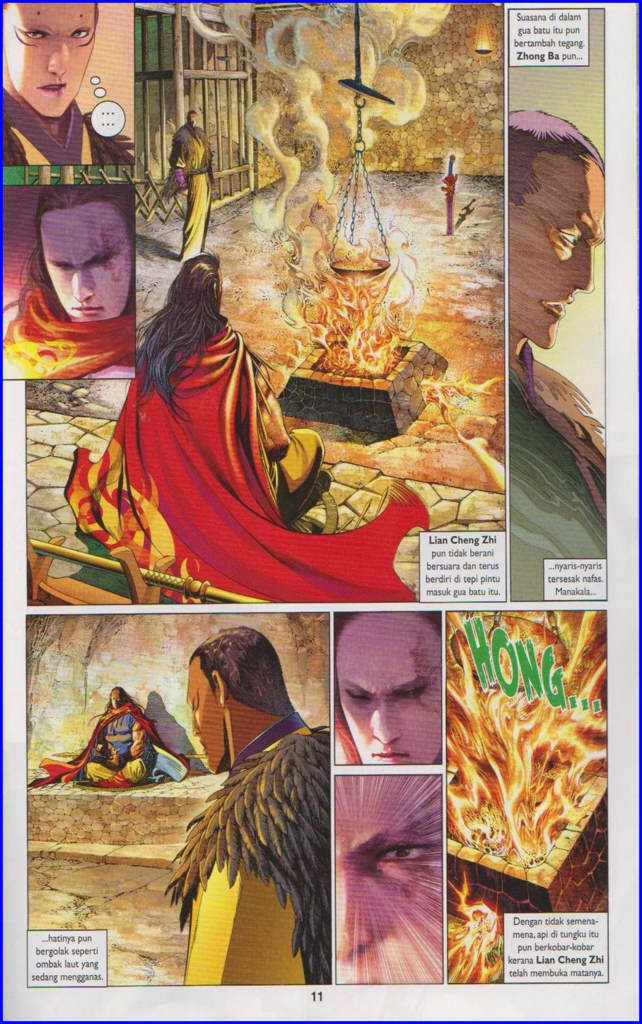 ... ...
Suasana di dalam
gua batu itu pun
bertambah tegang.
Zhong Ba pun...
Lian Cheng Zhi
pun tidak berani
bersuara dan terus
berdiri di tepi pintu
masuk gua batu itu.
...nyaris-nyaris
tersesak nafas.
Manakala...
...hatinya pun
bergolak seperti
ombak laut yang
sedang mengganas.
HONG...
Dengan tidak semena-
mena, api di tungku itu
pun berkobar-kobar
kerana Lian Cheng Zhi
telah membuka matanya.
11